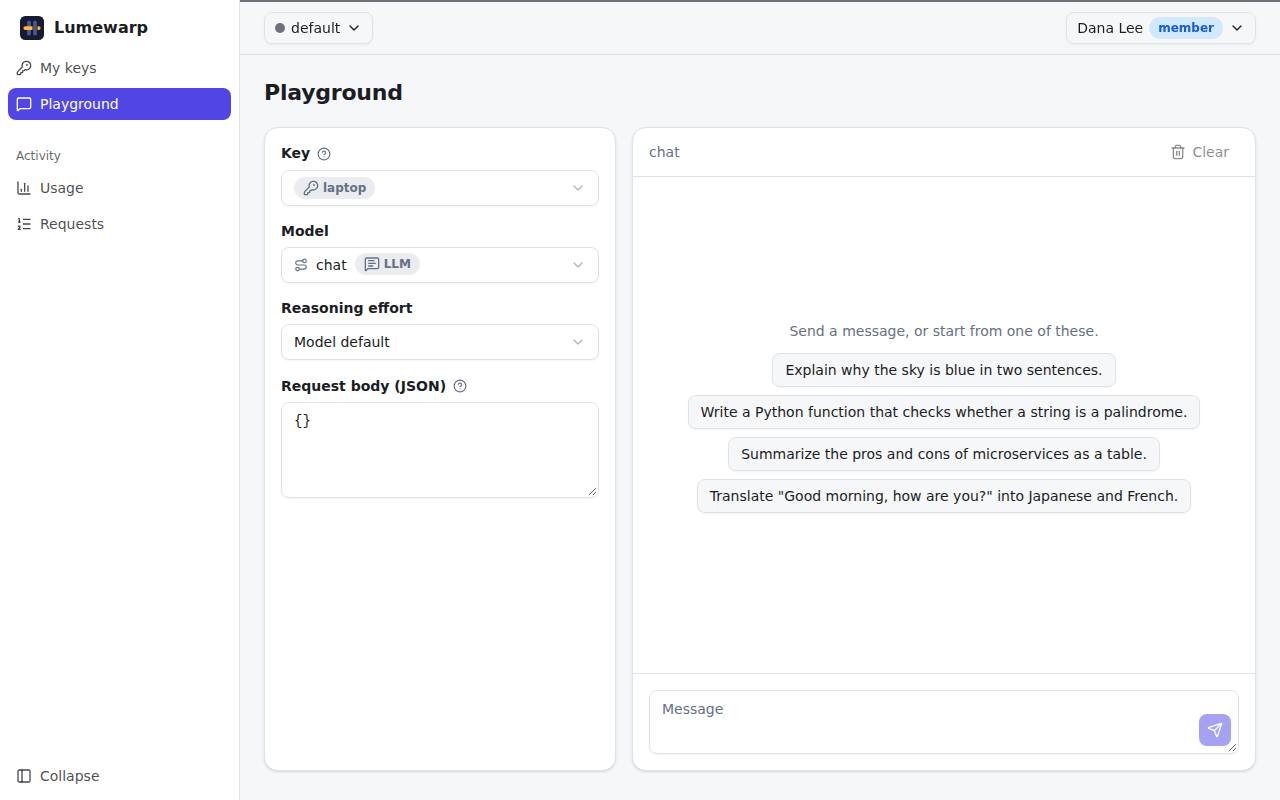 Lumewarp
default
Dana Lee member
My keys
Playground
Activity
Usage
Requests
Collapse
Playground
Key
laptop
Model
chat LLM
Reasoning effort
Model default
Request body (JSON)
{}
chat
Clear
Send a message, or start from one of these.
Explain why the sky is blue in two sentences.
Write a Python function that checks whether a string is a palindrome.
Summarize the pros and cons of microservices as a table.
Translate "Good morning, how are you?" into Japanese and French.
Message